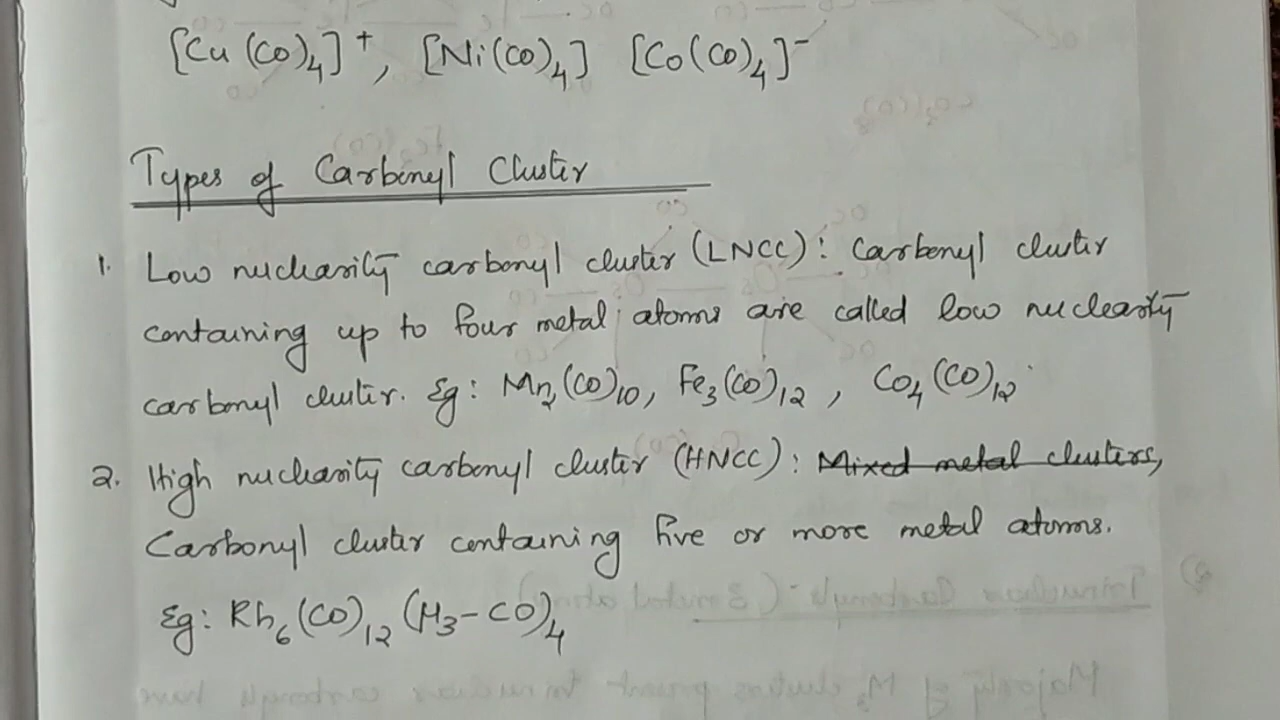 [Cu(CO)4]+, [Ni(CO)4] [Co(CO)4]-
Types of Carbonyl Cluster
1. Low nuclearity carbonyl cluster (LNCC): Carbonyl cluster
containing up to four metal atoms are called low nuclearity
carbonyl cluster. Eg: Mn2(CO)10, Fe3(CO)12, Co4(CO)12.
2. High nuclearity carbonyl cluster (HNCC): Mixed metal clusters,
Carbonyl cluster containing five or more metal atoms.
Eg: Rh6(CO)12(μ3-CO)4